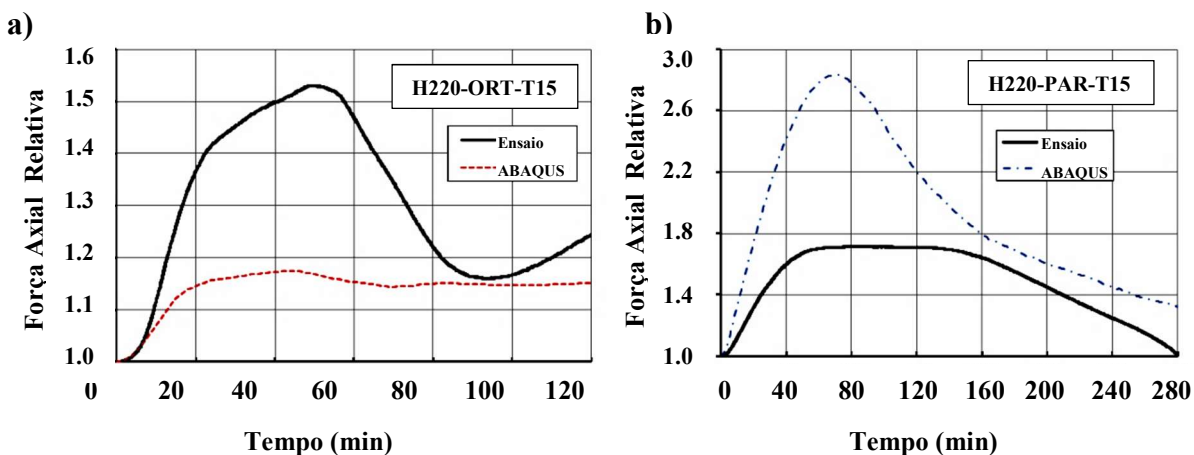 a)
Força Axial Relativa
1.6
1.5
1.4
1.3
1.2
1.1
1.0
H220-ORT-T15
Ensaio
ABAQUS
0 20 40 60 80 100 120
Tempo (min)
b)
Força Axial Relativa
3.0
2.6
2.2
1.8
1.4
1.0
H220-PAR-T15
Ensaio
ABAQUS
0 40 80 120 160 200 240 280
Tempo (min)